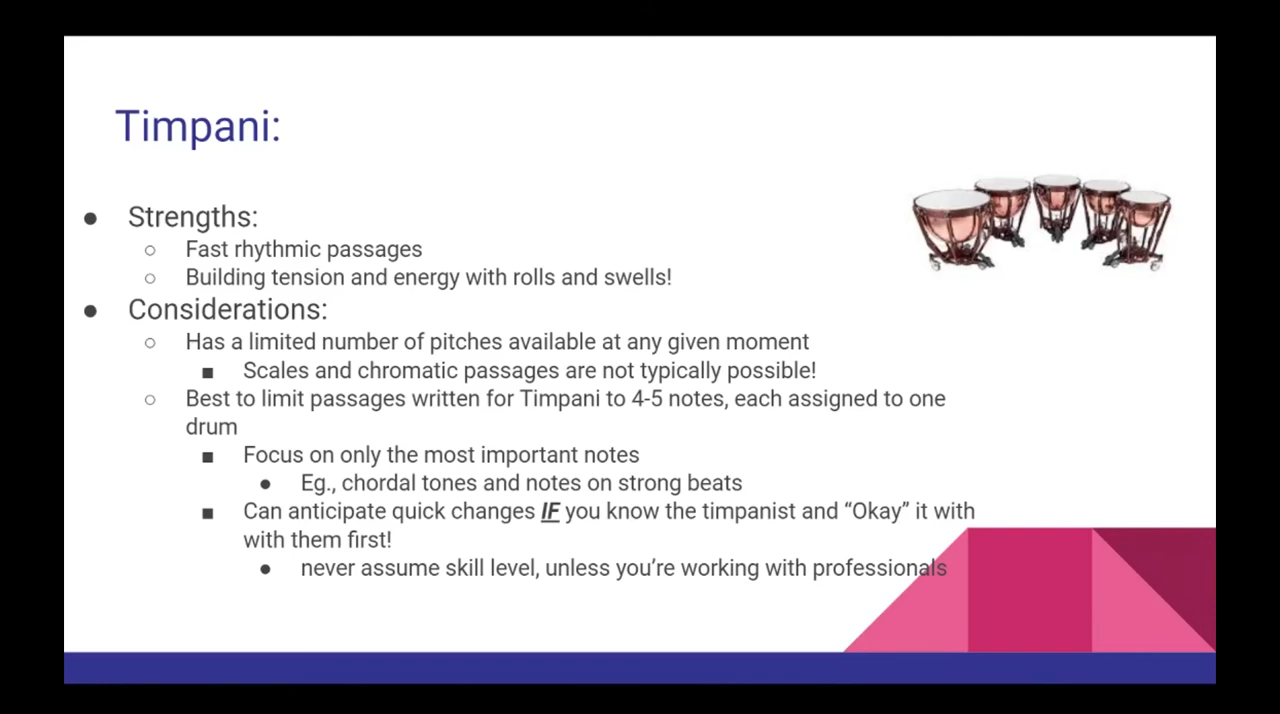 Timpani:
● Strengths:
○ Fast rhythmic passages
○ Building tension and energy with rolls and swells!
● Considerations:
○ Has a limited number of pitches available at any given moment
■ Scales and chromatic passages are not typically possible!
○ Best to limit passages written for Timpani to 4-5 notes, each assigned to one
drum
■ Focus on only the most important notes
● Eg., chordal tones and notes on strong beats
■ Can anticipate quick changes IF you know the timpanist and “Okay” it with
with them first!
● never assume skill level, unless you’re working with professionals